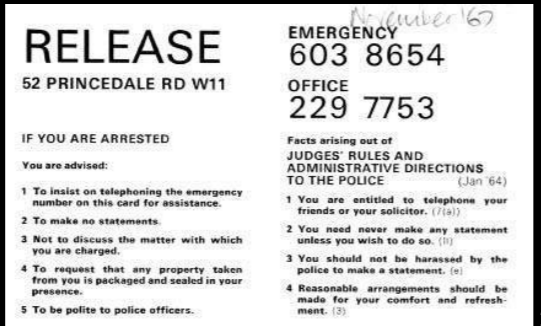 RELEASE
52 PRINCEDALE RD W11
IF YOU ARE ARRESTED
You are advised:
1 To insist on telephoning the emergency
number on this card for assistance.
2 To make no statements.
3 Not to discuss the matter with which
you are charged.
4 To request that any property taken
from you is packaged and sealed in your
presence.
5 To be polite to police officers.
November '67
EMERGENCY
603 8654
OFFICE
229 7753
Facts arising out of
JUDGES' RULES AND
ADMINISTRATIVE DIRECTIONS
TO THE POLICE (Jan '64)
1 You are entitled to telephone your
friends or your solicitor. (7(a))
2 You need never make any statement
unless you wish to do so. (II)
3 You should not be harassed by the
police to make a statement. (e)
4 Reasonable arrangements should be
made for your comfort and refresh-
ment. (3)